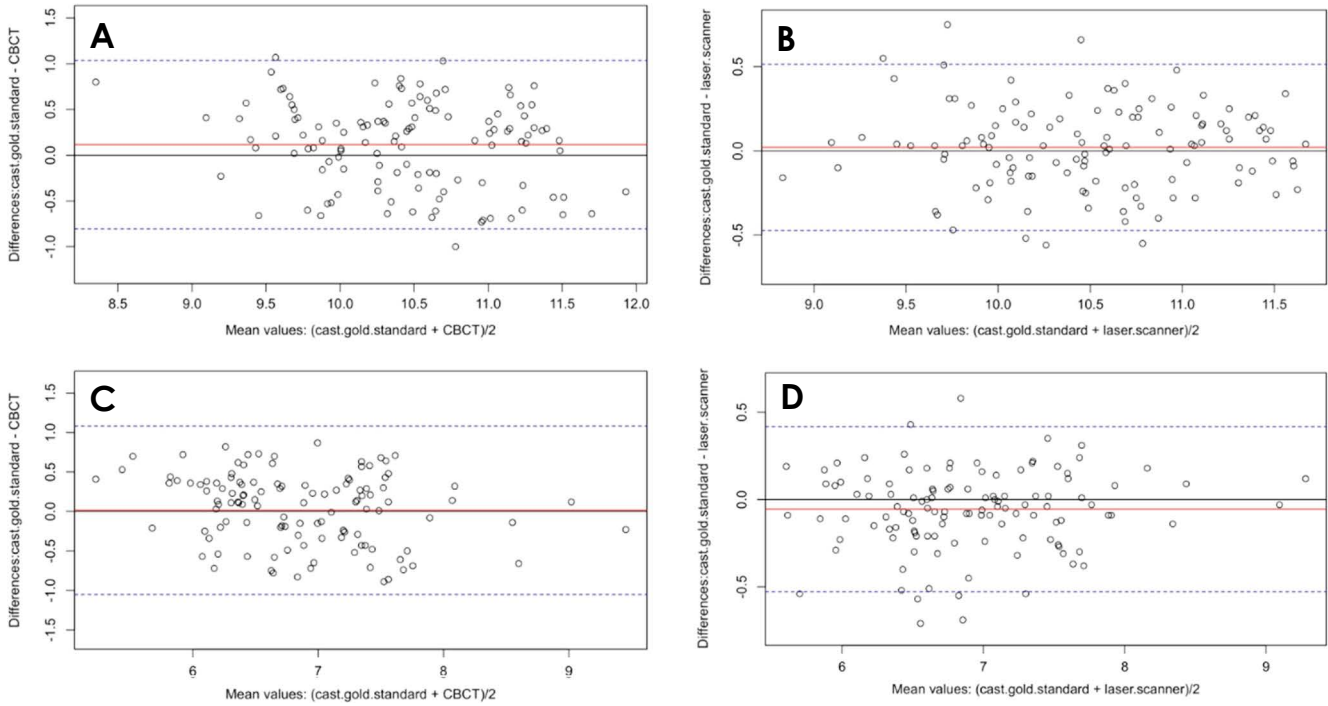 A
Differences:cast.gold.standard - CBCT
1.5
1.0
0.5
0.0
-0.5
-1.0
8.5 9.0 9.5 10.0 10.5 11.0 11.5 12.0
Mean values: (cast.gold.standard + CBCT)/2
B
Differences:cast.gold.standard - laser.scanner
0.5
0.0
-0.5
9.0 9.5 10.0 10.5 11.0 11.5
Mean values: (cast.gold.standard + laser.scanner)/2
C
Differences:cast.gold.standard - CBCT
1.5
1.0
0.5
0.0
-0.5
-1.0
-1.5
6 7 8 9
Mean values: (cast.gold.standard + CBCT)/2
D
Differences:cast.gold.standard - laser.scanner
0.5
0.0
-0.5
6 7 8 9
Mean values: (cast.gold.standard + laser.scanner)/2